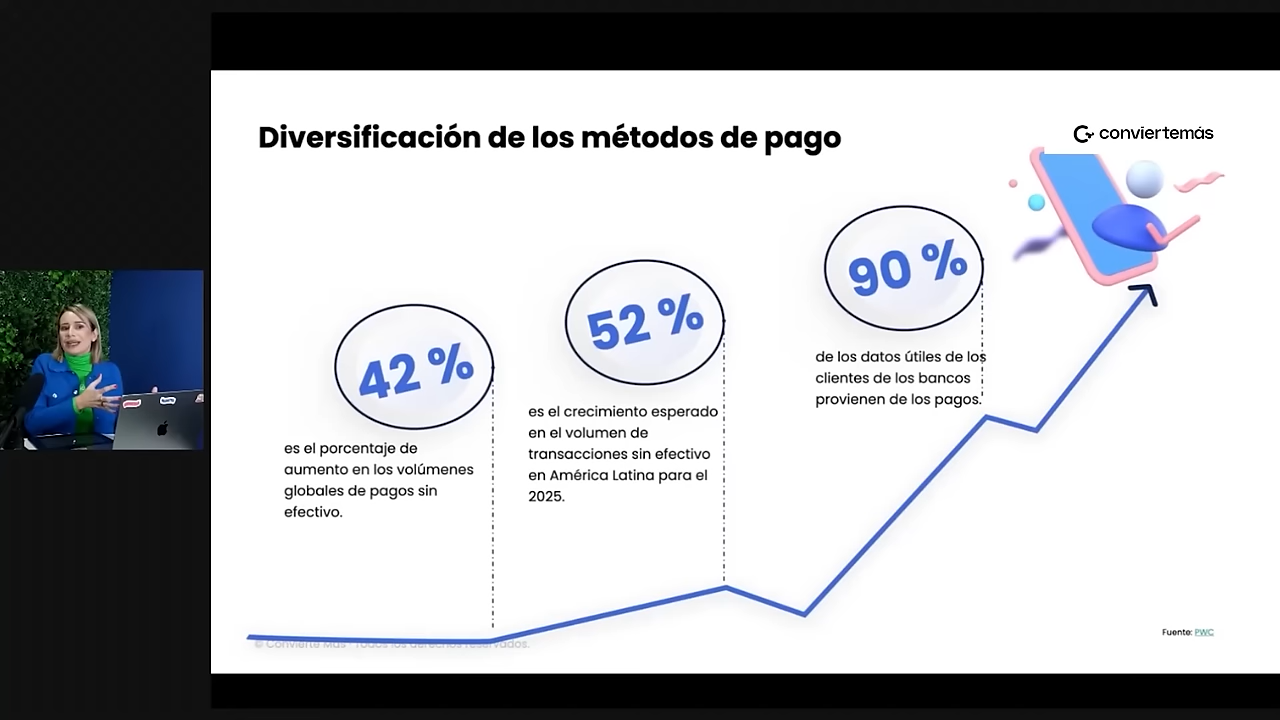 Diversificación de los métodos de pago
conviertemás
42 %
es el porcentaje de
aumento en los volúmenes
globales de pagos sin
efectivo.
52 %
es el crecimiento esperado
en el volumen de
transacciones sin efectivo
en América Latina para el
2025.
90 %
de los datos útiles de los
clientes de los bancos
provienen de los pagos.
Fuente: PWC
© Convierte Más - Todos los derechos reservados.